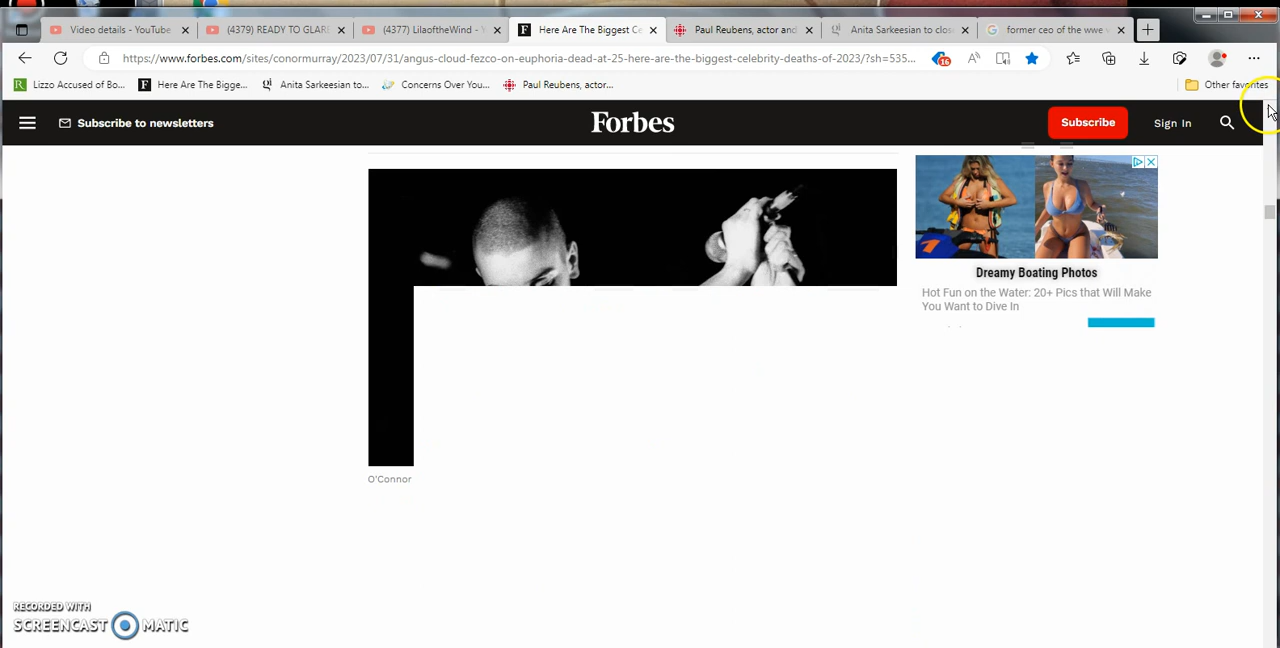 Video details - YouTube
(4379) READY TO GLARE
(4377) LilaoftheWind - Y
Here Are The Biggest Ce
Paul Reubens, actor and
Anita Sarkeesian to clos
former ceo of the wwe v
https://www.forbes.com/sites/conormurray/2023/07/31/angus-cloud-fezco-on-euphoria-dead-at-25-here-are-the-biggest-celebrity-deaths-of-2023/?sh=535...
16
Lizzo Accused of Bo...
Here Are The Bigge...
Anita Sarkeesian to...
Concerns Over You...
Paul Reubens, actor...
Other favorites
Subscribe to newsletters
Forbes
Subscribe
Sign In
Dreamy Boating Photos
Hot Fun on the Water: 20+ Pics that Will Make
You Want to Dive In
O'Connor
RECORDED WITH
SCREENCAST MATIC